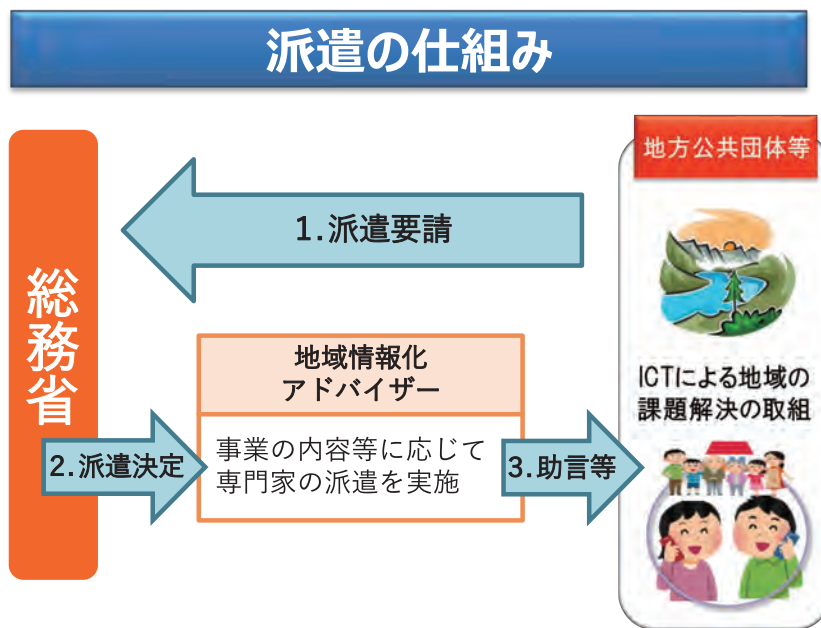 派遣の仕組み
地方公共団体等
1.派遣要請
総務省
地域情報化
アドバイザー
ICTによる地域の
課題解決の取組
2.派遣決定
事業の内容等に応じて
専門家の派遣を実施
3.助言等